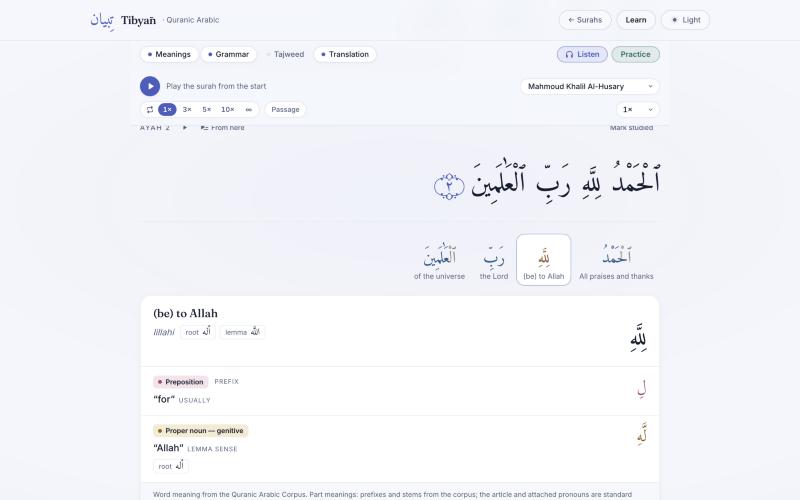 تِبيان Tibyān · Quranic Arabic ← Surahs Learn Light
Meanings Grammar Tajweed Translation Listen Practice
Play the surah from the start Mahmoud Khalil Al-Husary
1× 3× 5× 10× ∞ Passage 1×
AYAH 2 From here Mark studied
ٱلْحَمْدُ لِلَّهِ رَبِّ ٱلْعَٰلَمِينَ ٢
ٱلْحَمْدُ لِلَّهِ رَبِّ ٱلْعَٰلَمِينَ
All praises and thanks (be) to Allah the Lord of the universe
(be) to Allah
lillahi root أله lemma ٱللَّه
لِلَّهِ
Preposition PREFIX
لِ
“for” USUALLY
Proper noun — genitive
لَّهِ
“Allah” LEMMA SENSE
root أله
Word meaning from the Quranic Arabic Corpus. Part meanings: prefixes and stems from the corpus; the article and attached pronouns are standard